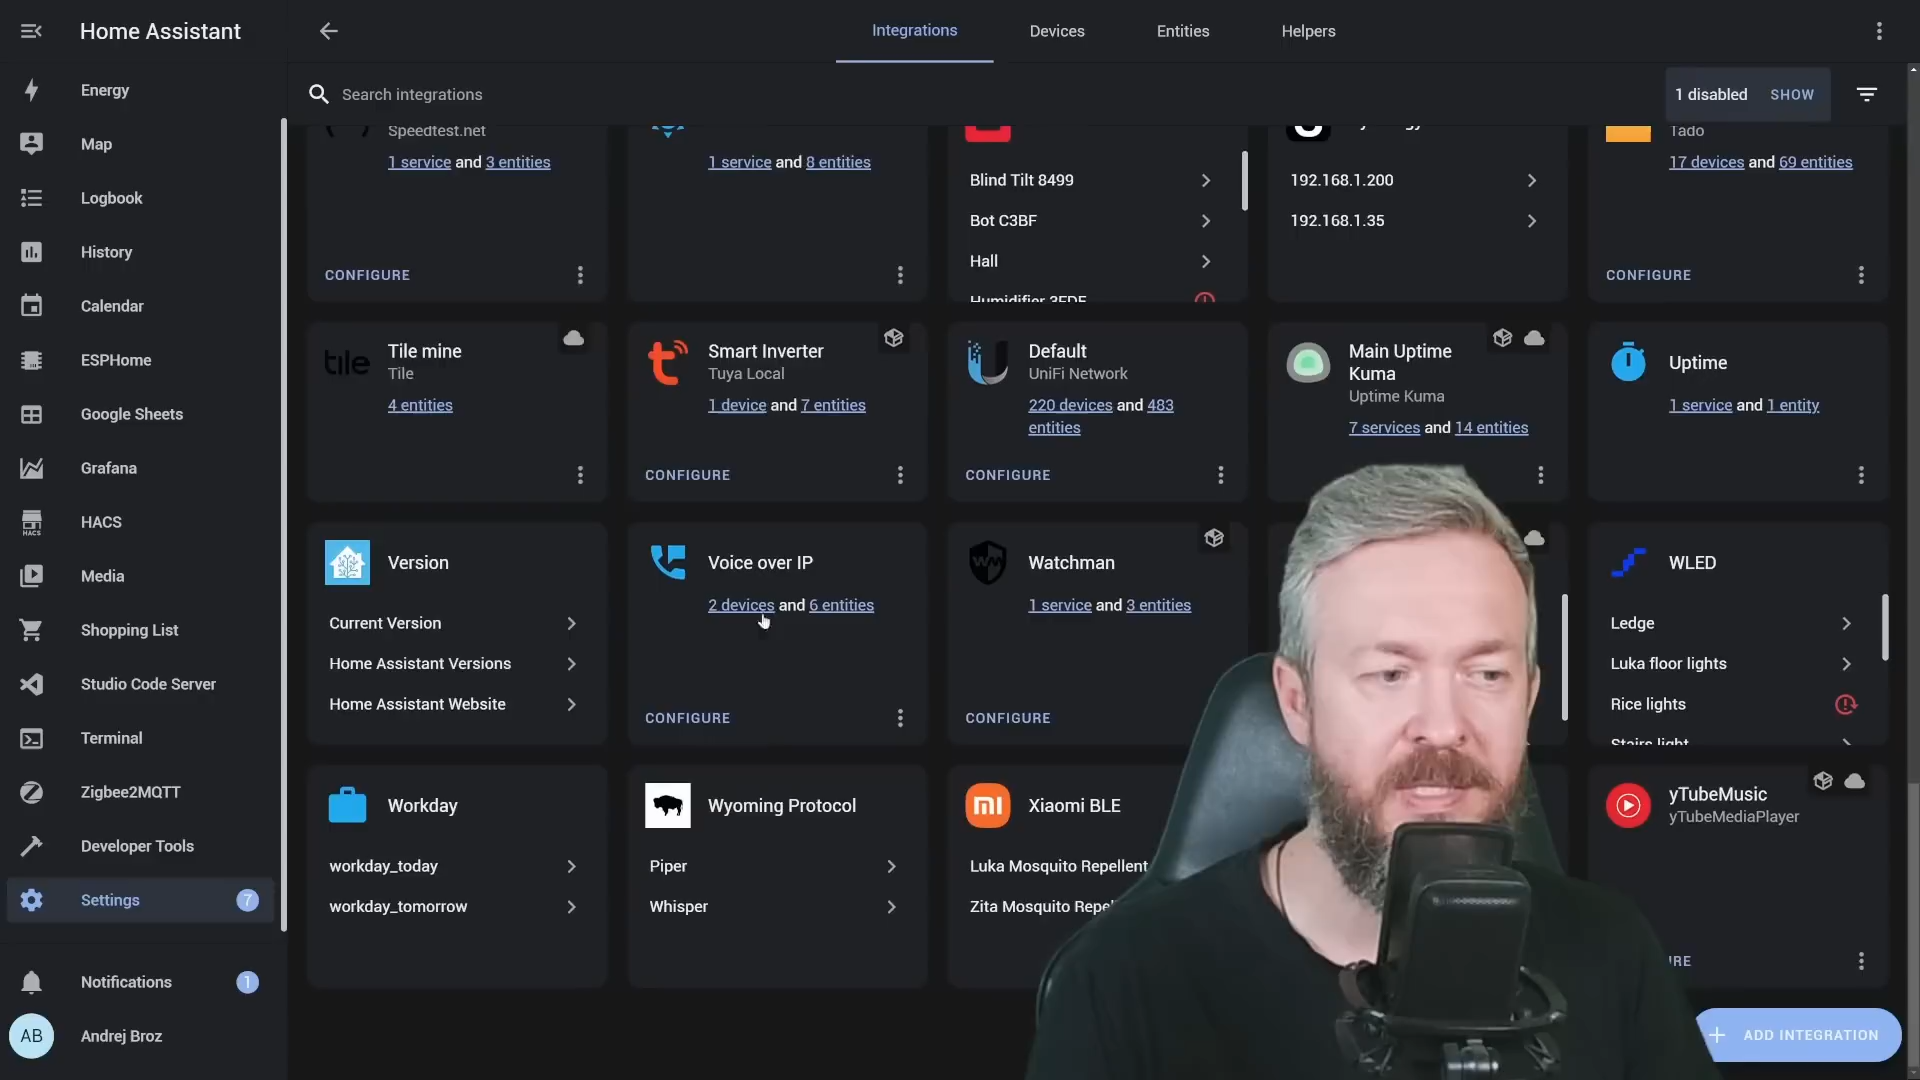 Home Assistant
Integrations
Devices
Entities
Helpers
Search integrations
1 disabled SHOW
Energy
Map
Logbook
History
Calendar
ESPHome
Google Sheets
Grafana
HACS
HACS
Media
Shopping List
Studio Code Server
Terminal
Zigbee2MQTT
Developer Tools
Settings 7
Notifications 1
AB Andrej Broz
Speedtest.net
1 service and 3 entities
CONFIGURE
1 service and 8 entities
Blind Tilt 8499
Bot C3BF
Hall
192.168.1.200
192.168.1.35
Tado
17 devices and 69 entities
CONFIGURE
tile
Tile mine
Tile
4 entities
Smart Inverter
Tuya Local
1 device and 7 entities
CONFIGURE
Default
UniFi Network
220 devices and 483
entities
CONFIGURE
Main Uptime
Kuma
Uptime Kuma
7 services and 14 entities
Uptime
1 service and 1 entity
Version
Current Version
Home Assistant Versions
Home Assistant Website
Voice over IP
2 devices and 6 entities
CONFIGURE
Watchman
1 service and 3 entities
CONFIGURE
WLED
Ledge
Luka floor lights
Rice lights
Stairs light
Workday
workday_today
workday_tomorrow
Wyoming Protocol
Piper
Whisper
Xiaomi BLE
Luka Mosquito Repellent
Zita Mosquito
yTubeMusic
yTubeMediaPlayer
ADD INTEGRATION